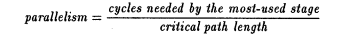 parallelism = cycles needed by the most-used stage
critical path length